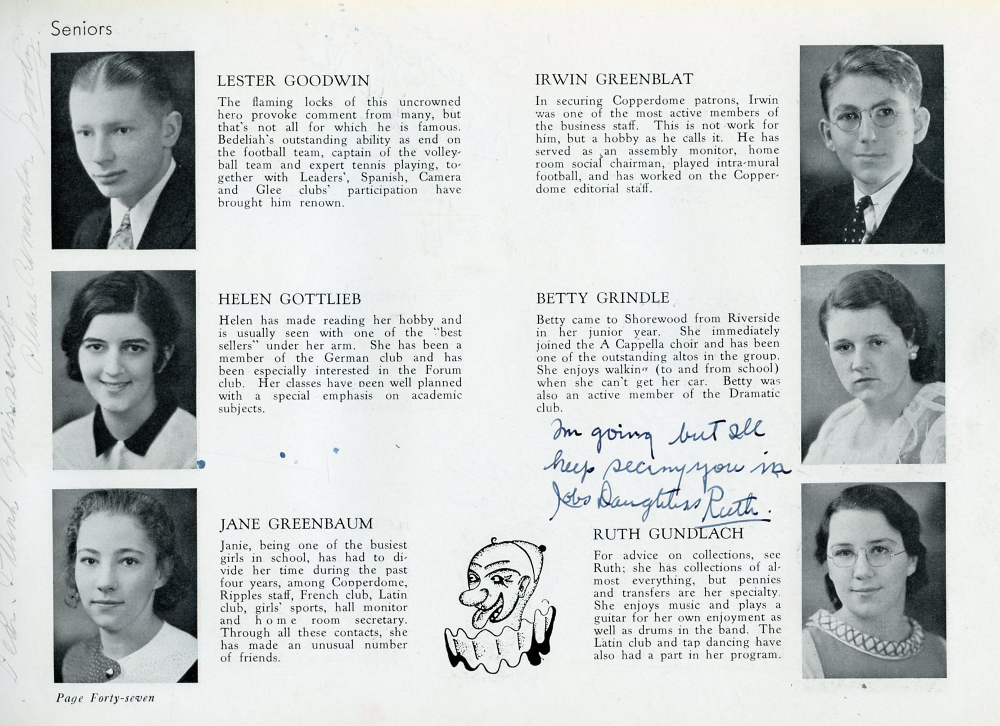 Seniors
LESTER GOODWIN
The flaming locks of this uncrowned
hero provoke comment from many, but
that's not all for which he is famous.
Bedeliah's outstanding ability as end on
the football team, captain of the volley-
ball team and expert tennis playing, to-
gether with Leaders', Spanish, Camera
and Glee clubs' participation have
brought him renown.
HELEN GOTTLIEB
Helen has made reading her hobby and
is usually seen with one of the "best
sellers" under her arm. She has been a
member of the German club and has
been especially interested in the Forum
club. Her classes have been well planned
with a special emphasis on academic
subjects.
JANE GREENBAUM
Janie, being one of the busiest
girls in school, has had to di-
vide her time during the past
four years, among Copperdome,
Ripples staff, French club, Latin
club, girls' sports, hall monitor
and home room secretary.
Through all these contacts, she
has made an unusual number
of friends.
IRWIN GREENBLAT
In securing Copperdome patrons, Irwin
was one of the most active members of
the business staff. This is not work for
him, but a hobby as he calls it. He has
served as an assembly monitor, home
room social chairman, played intra-mural
football, and has worked on the Copper-
dome editorial staff.
BETTY GRINDLE
Betty came to Shorewood from Riverside
in her junior year. She immediately
joined the A Cappella choir and has been
one of the outstanding altos in the group.
She enjoys walking (to and from school)
when she can't get her car. Betty was
also an active member of the Dramatic
club.
Im going but Ill
keep seeing you in
Jobs Daughters Ruth.
RUTH GUNDLACH
For advice on collections, see
Ruth; she has collections of al-
most everything, but pennies
and transfers are her specialty.
She enjoys music and plays a
guitar for her own enjoyment as
well as drums in the band. The
Latin club and tap dancing have
also had a part in her program.
Page Forty-seven